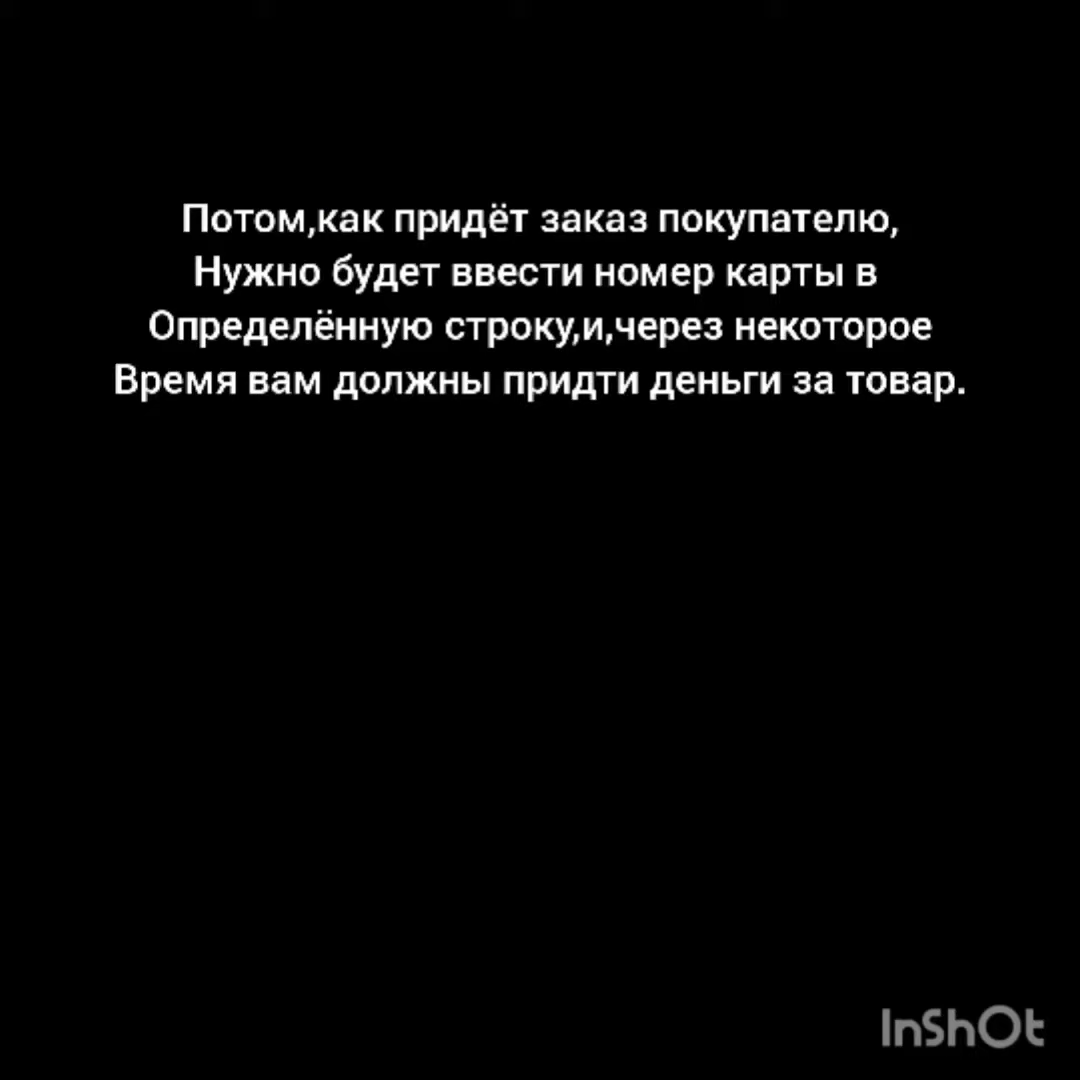 Потом,как придёт заказ покупателю,
Нужно будет ввести номер карты в
Определённую строку,и,через некоторое
Время вам должны придти деньги за товар.
InShOt